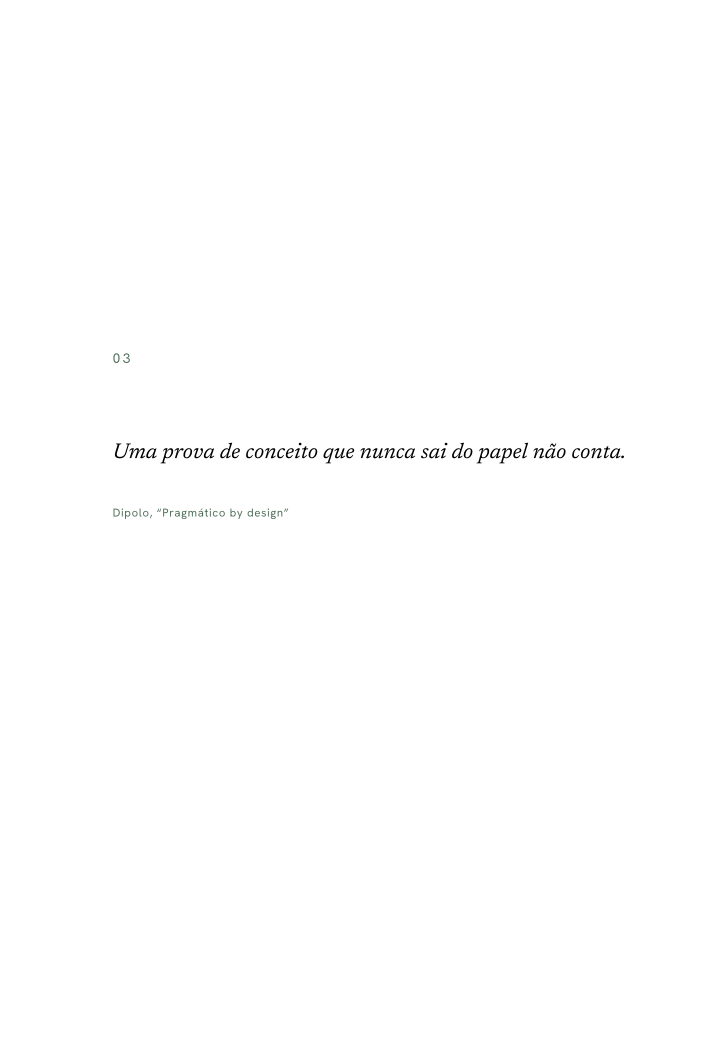 03
Uma prova de conceito que nunca sai do papel não conta.
Dipolo, “Pragmático by design”